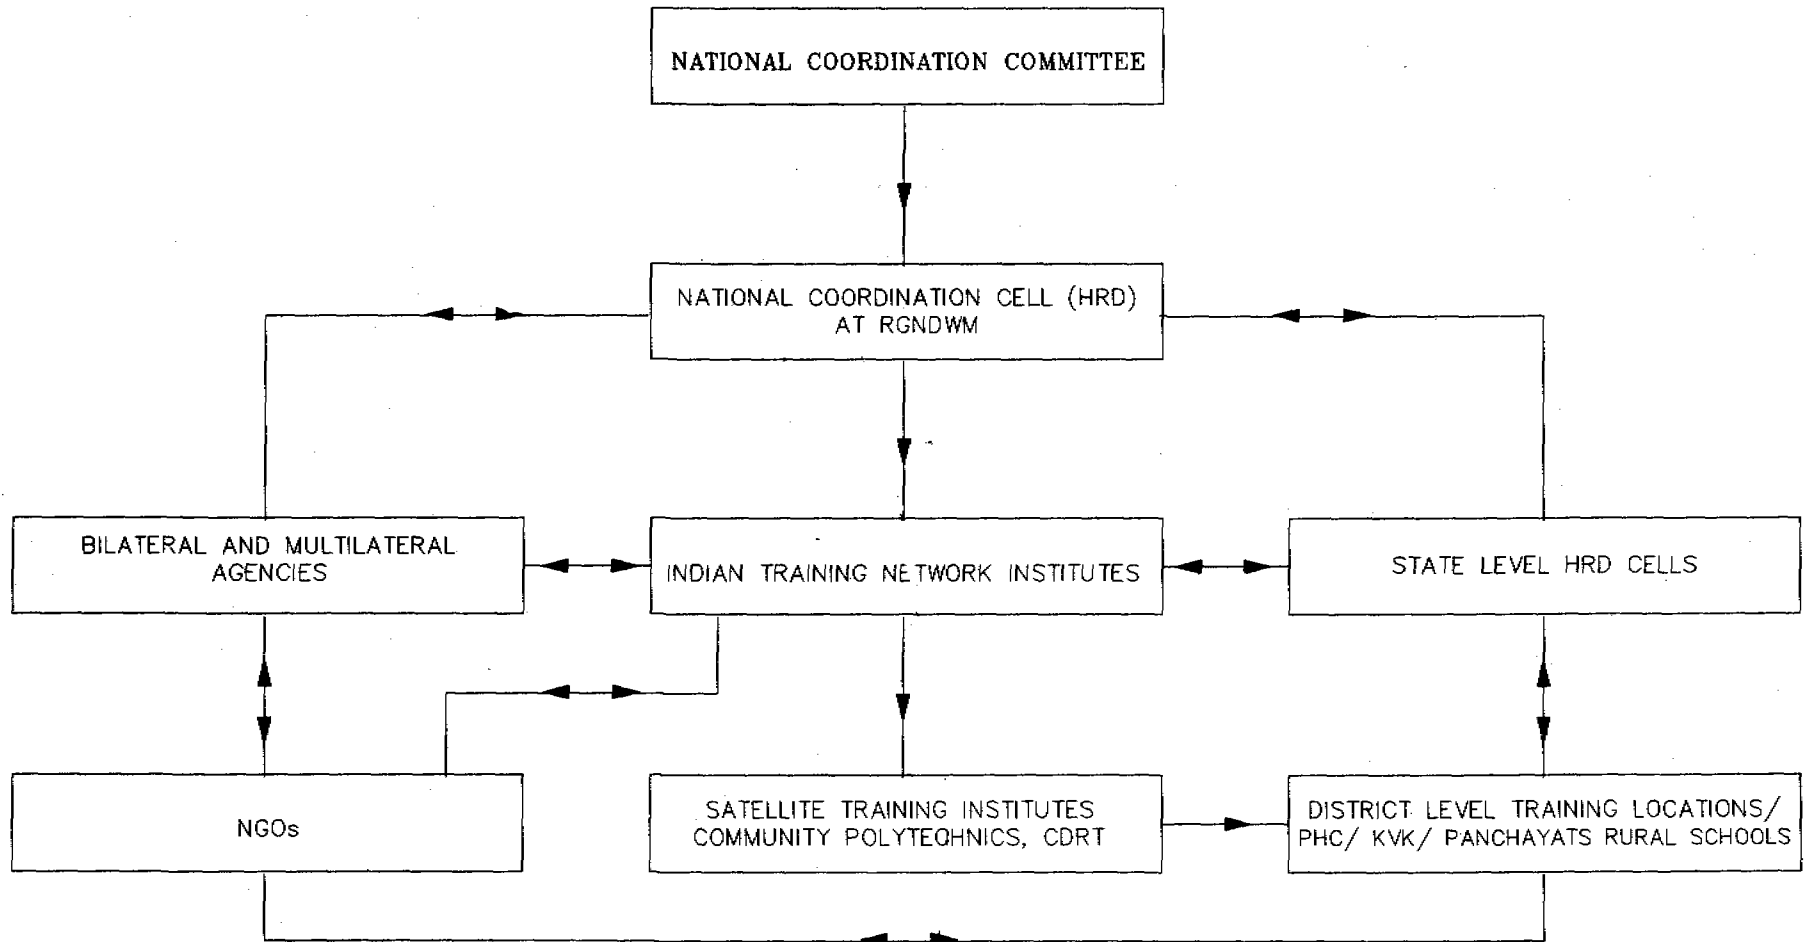 NATIONAL COORDINATION COMMITTEE
NATIONAL COORDINATION CELL (HRD)
AT RGNDWM
BILATERAL AND MULTILATERAL
AGENCIES
INDIAN TRAINING NETWORK INSTITUTES
STATE LEVEL HRD CELLS
NGOs
SATELLITE TRAINING INSTITUTES
COMMUNITY POLYTECHNICS, CDRT
DISTRICT LEVEL TRAINING LOCATIONS/
PHC/ KVK/ PANCHAYATS RURAL SCHOOLS